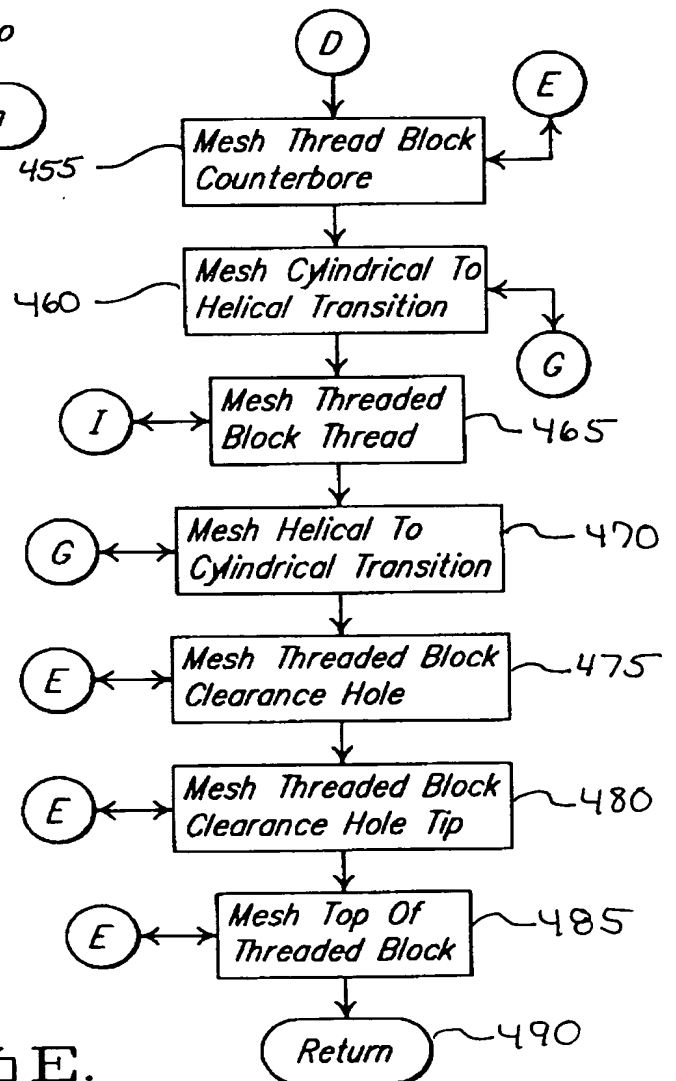 D
E
455
Mesh Thread Block
Counterbore
460
Mesh Cylindrical To
Helical Transition
G
I
Mesh Threaded
Block Thread
465
G
Mesh Helical To
Cylindrical Transition
470
E
Mesh Threaded Block
Clearance Hole
475
E
Mesh Threaded Block
Clearance Hole Tip
480
E
Mesh Top Of
Threaded Block
485
Return
490
E.